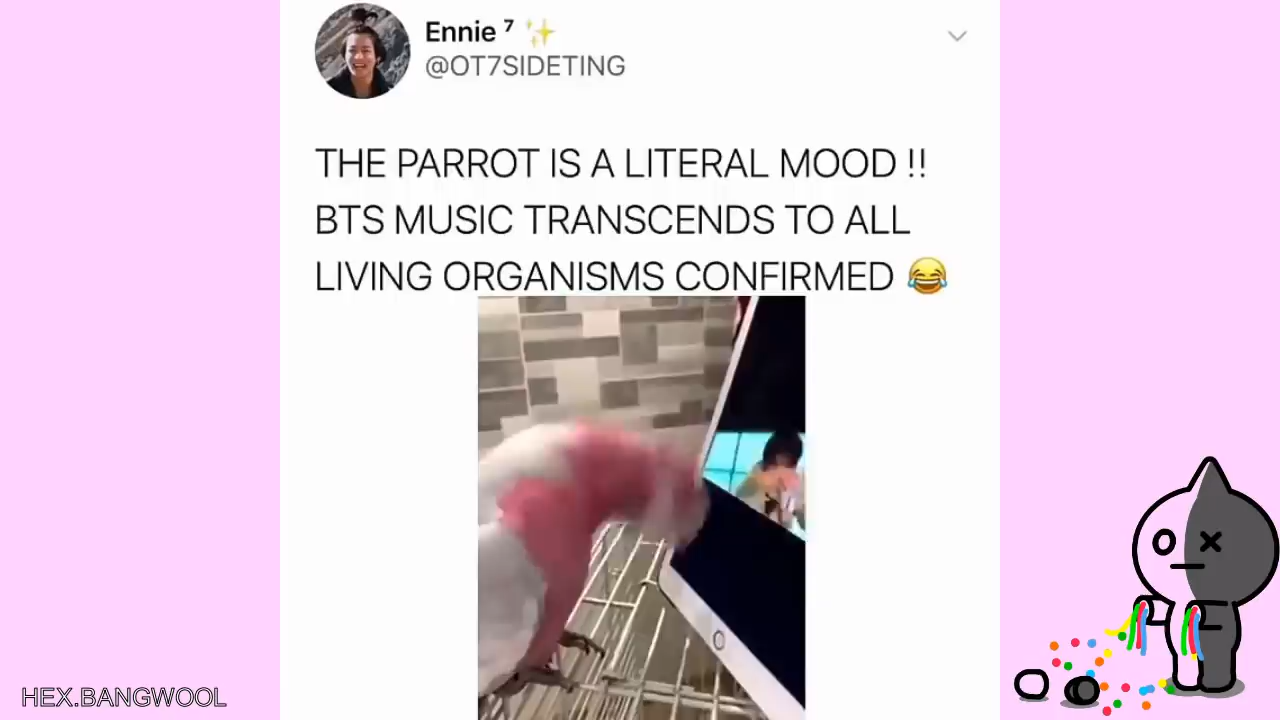 Ennie ⁷ ✨
@OT7SIDETING
THE PARROT IS A LITERAL MOOD !!
BTS MUSIC TRANSCENDS TO ALL
LIVING ORGANISMS CONFIRMED 😂
HEX.BANGWOOL